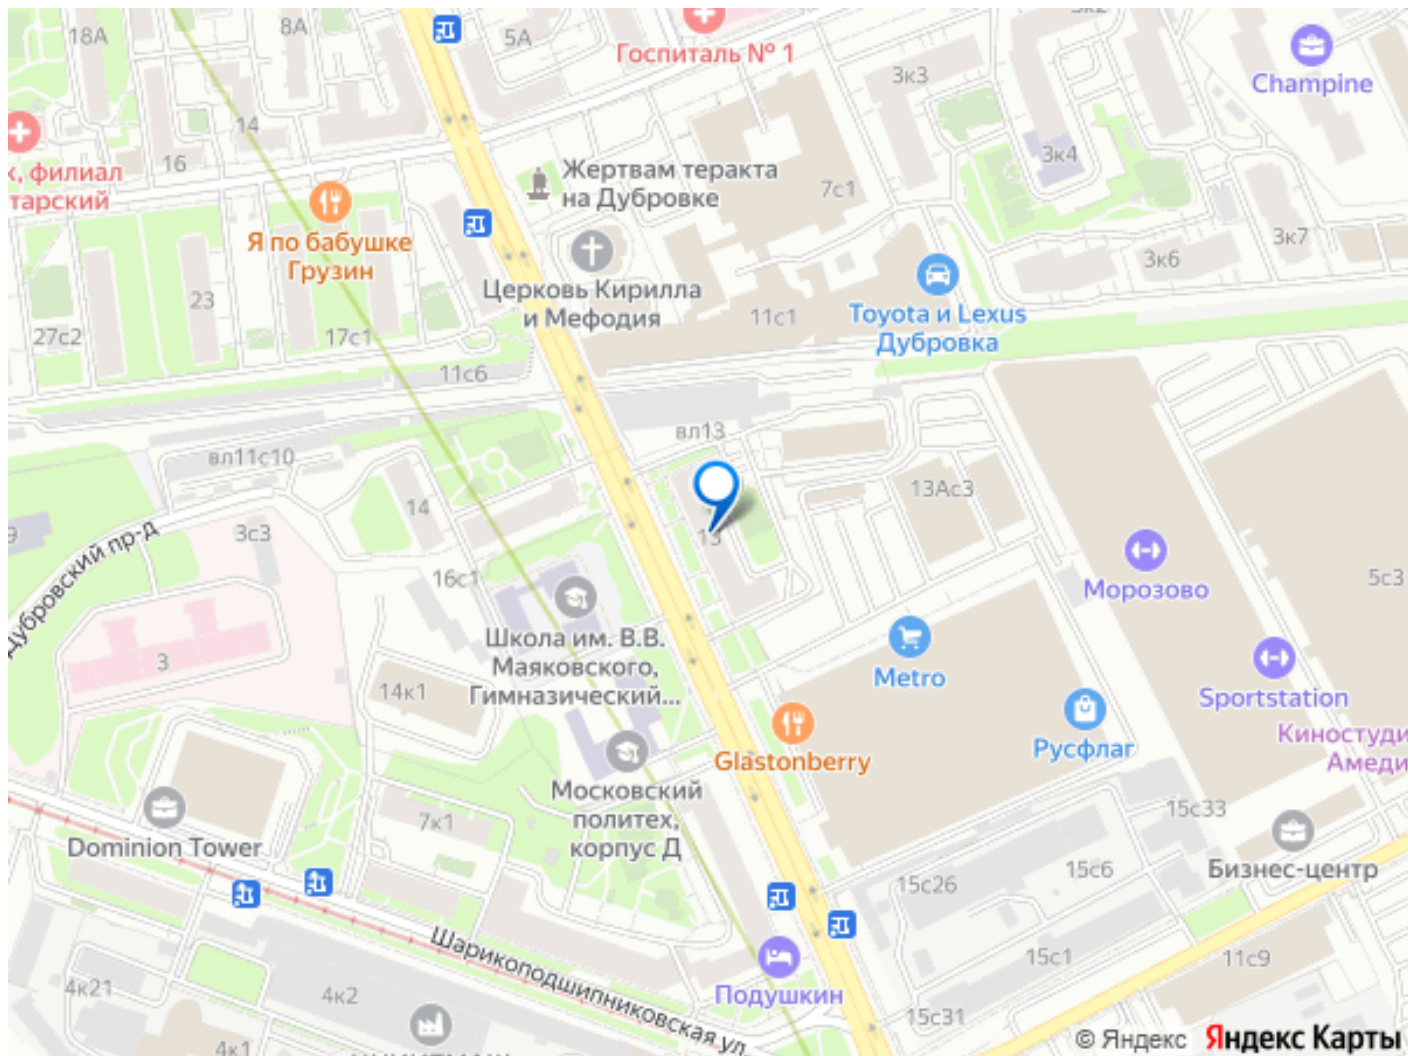 18А
8А
5А
Госпиталь № 1
3к3
Champine
14
16
к, филиал
тарский
Жертвам теракта
на Дубровке
3к4
7с1
Я по бабушке
Грузин
Церковь Кирилла
и Мефодия
3к7
3к6
23
27с2
17с1
11с1
Toyota и Lexus
Дубровка
11с6
вл13
вл11с10
14
13Ас3
3с3
Дубровский пр-д
13
16с1
Морозово
5с3
Школа им. В.В.
Маяковского,
Гимназический...
3
14к1
Metro
Sportstation
Русфлаг
Киностуди
Амеди
Glastonberry
Московский
политех,
корпус Д
7к1
Dominion Tower
15с33
Бизнес-центр
15с26
15с6
Шарикоподшипниковская ул.
15с1
11с9
4к21
4к2
Подушкин
15с31
4к1
© Яндекс Яндекс Карты